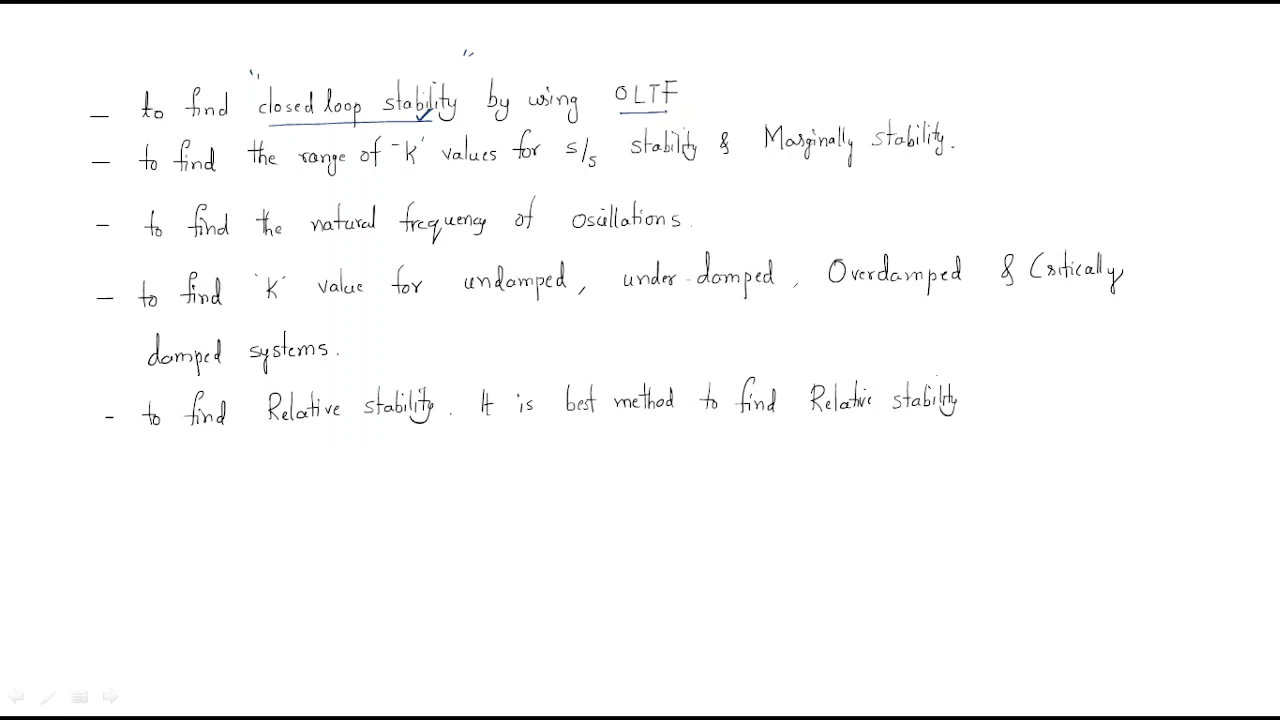 – to find "closed loop stability" by using OLTF
– to find the range of 'K' values for s/s stability & Marginally stability.
– to find the natural frequency of oscillations.
– to find 'K' value for undamped, under-damped, Overdamped & Critically
damped systems.
- to find Relative stability. It is best method to find Relative stability